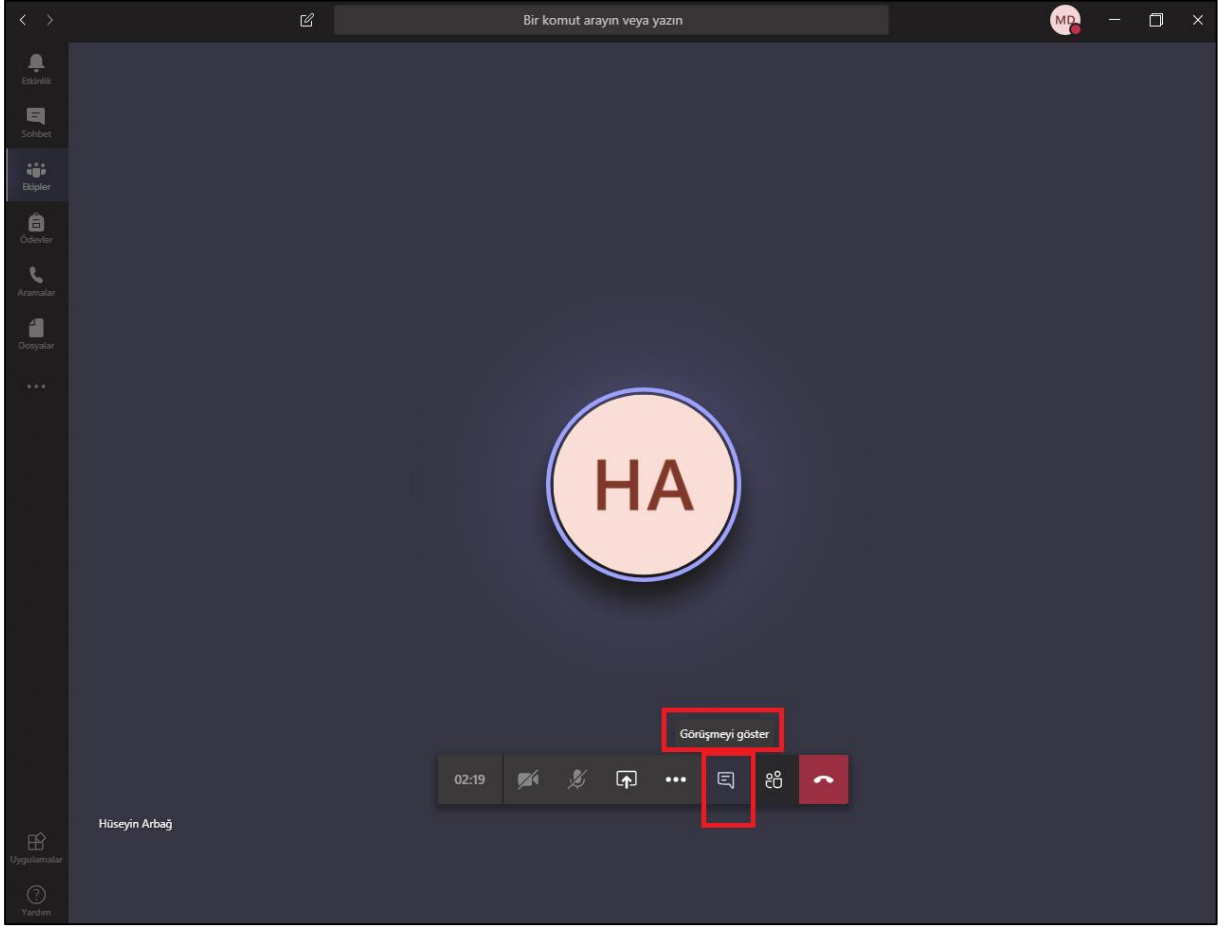 Bir komut arayın veya yazın
MD
Etkinlik
Sohbet
Ekipler
Ödevler
Aramalar
Dosyalar
HA
Görüşmeyi göster
02:19
Hüseyin Arbağ
Uygulamalar
Yardım